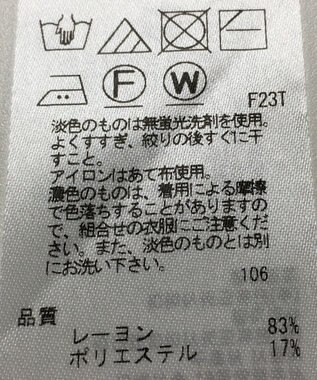 F W F23T
淡色のものは無蛍光洗剤を使用。
よくすすぎ、絞りの後すぐに干
すこと。
アイロンはあて布使用。
濃色のものは、着用による摩擦
で色落ちすることがありますの
で、組合せの衣服にご注意くだ
さい。また、淡色のものとは別
にお洗い下さい。
106
品質
レーヨン 83%
ポリエステル 17%